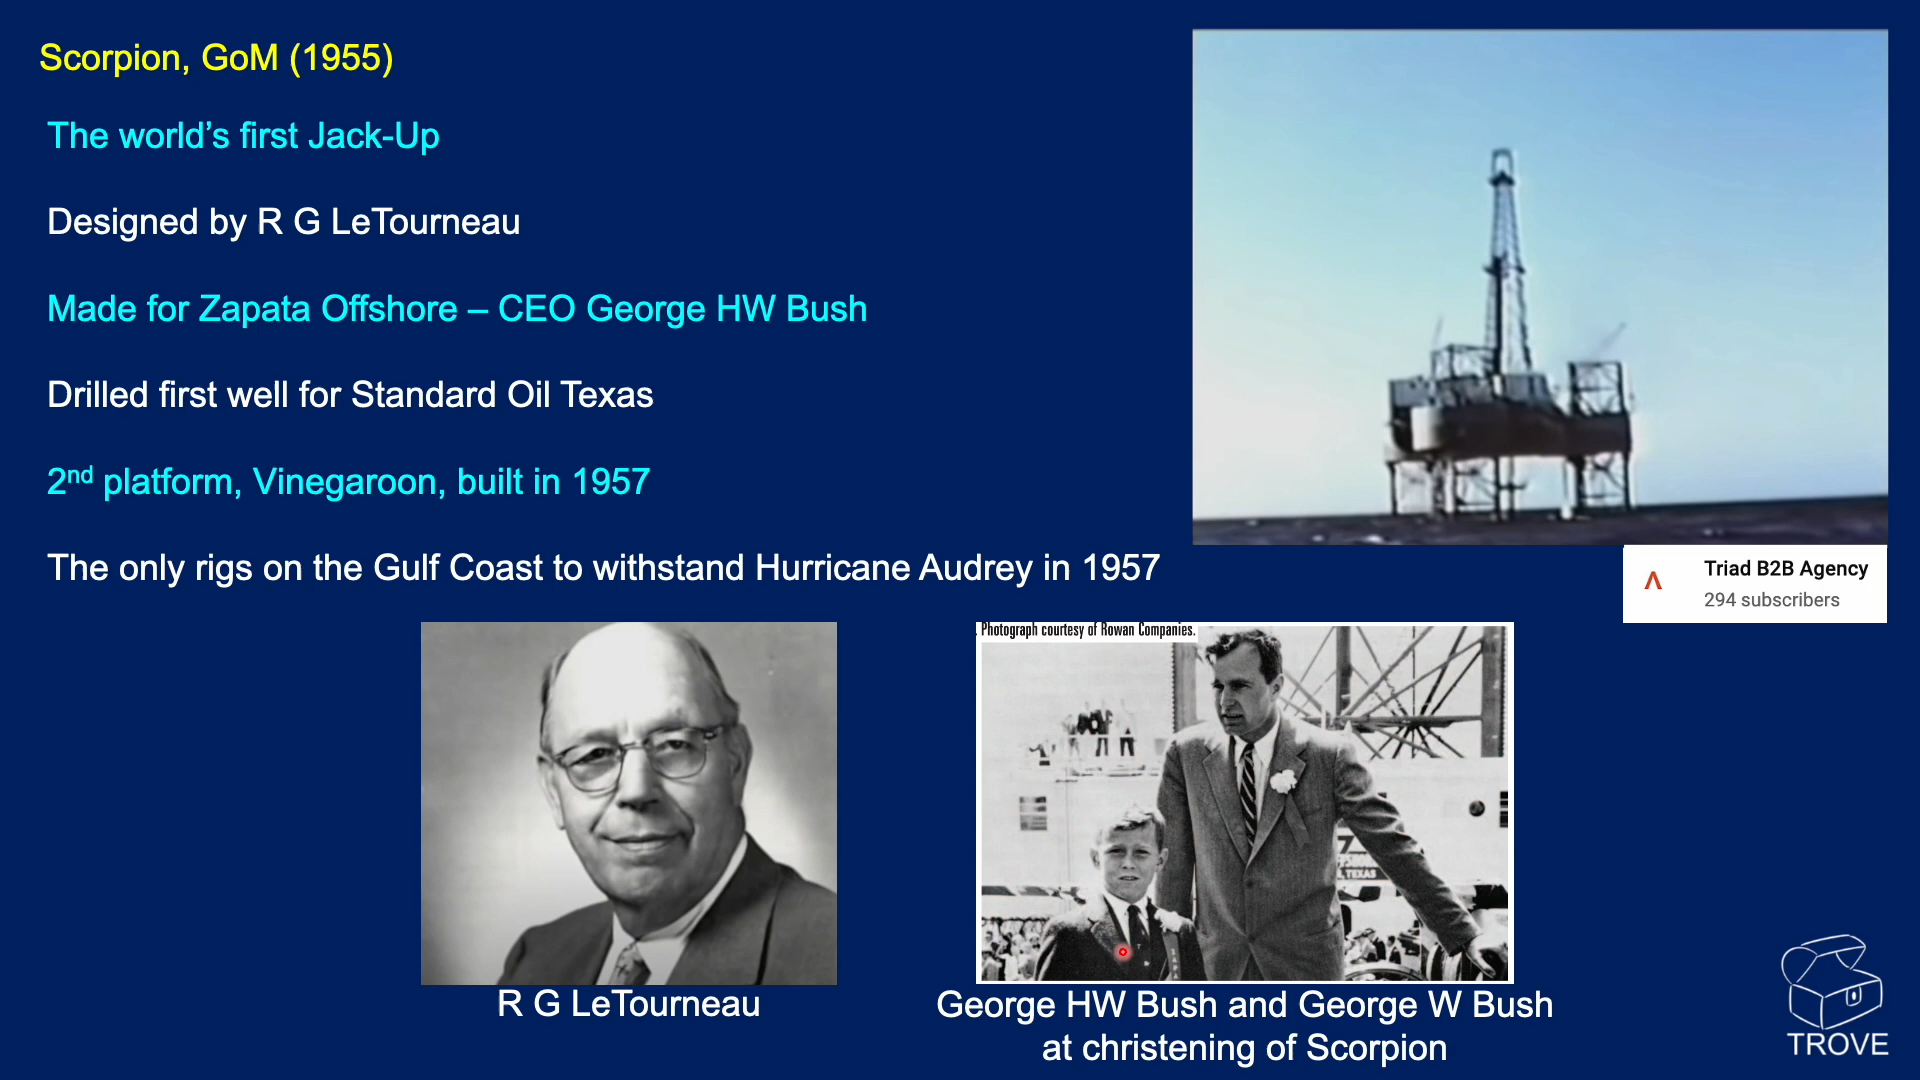 Scorpion, GoM (1955)
The world’s first Jack-Up
Designed by R G LeTourneau
Made for Zapata Offshore – CEO George HW Bush
Drilled first well for Standard Oil Texas
2nd platform, Vinegaroon, built in 1957
The only rigs on the Gulf Coast to withstand Hurricane Audrey in 1957
Triad B2B Agency
294 subscribers
. Photograph courtesy of Rowan Companies.
TEXAS
R G LeTourneau
George HW Bush and George W Bush
at christening of Scorpion
TROVE